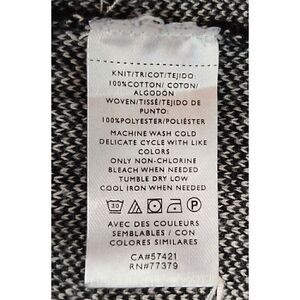 KNIT/TRICOT/TEJIDO:
100%COTTON/ COTON/
ALGODÓN
WOVEN/TISSÉ/TEJIDO DE
PUNTO:
100%POLYESTER/POLIÉSTER
MACHINE WASH COLD
DELICATE CYCLE WITH LIKE
COLORS
ONLY NON-CHLORINE
BLEACH WHEN NEEDED
TUMBLE DRY LOW
COOL IRON WHEN NEEDED
30 P
AVEC DES COULEURS
SEMBLABLES / CON
COLORES SIMILARES
CA#57421
RN#77379